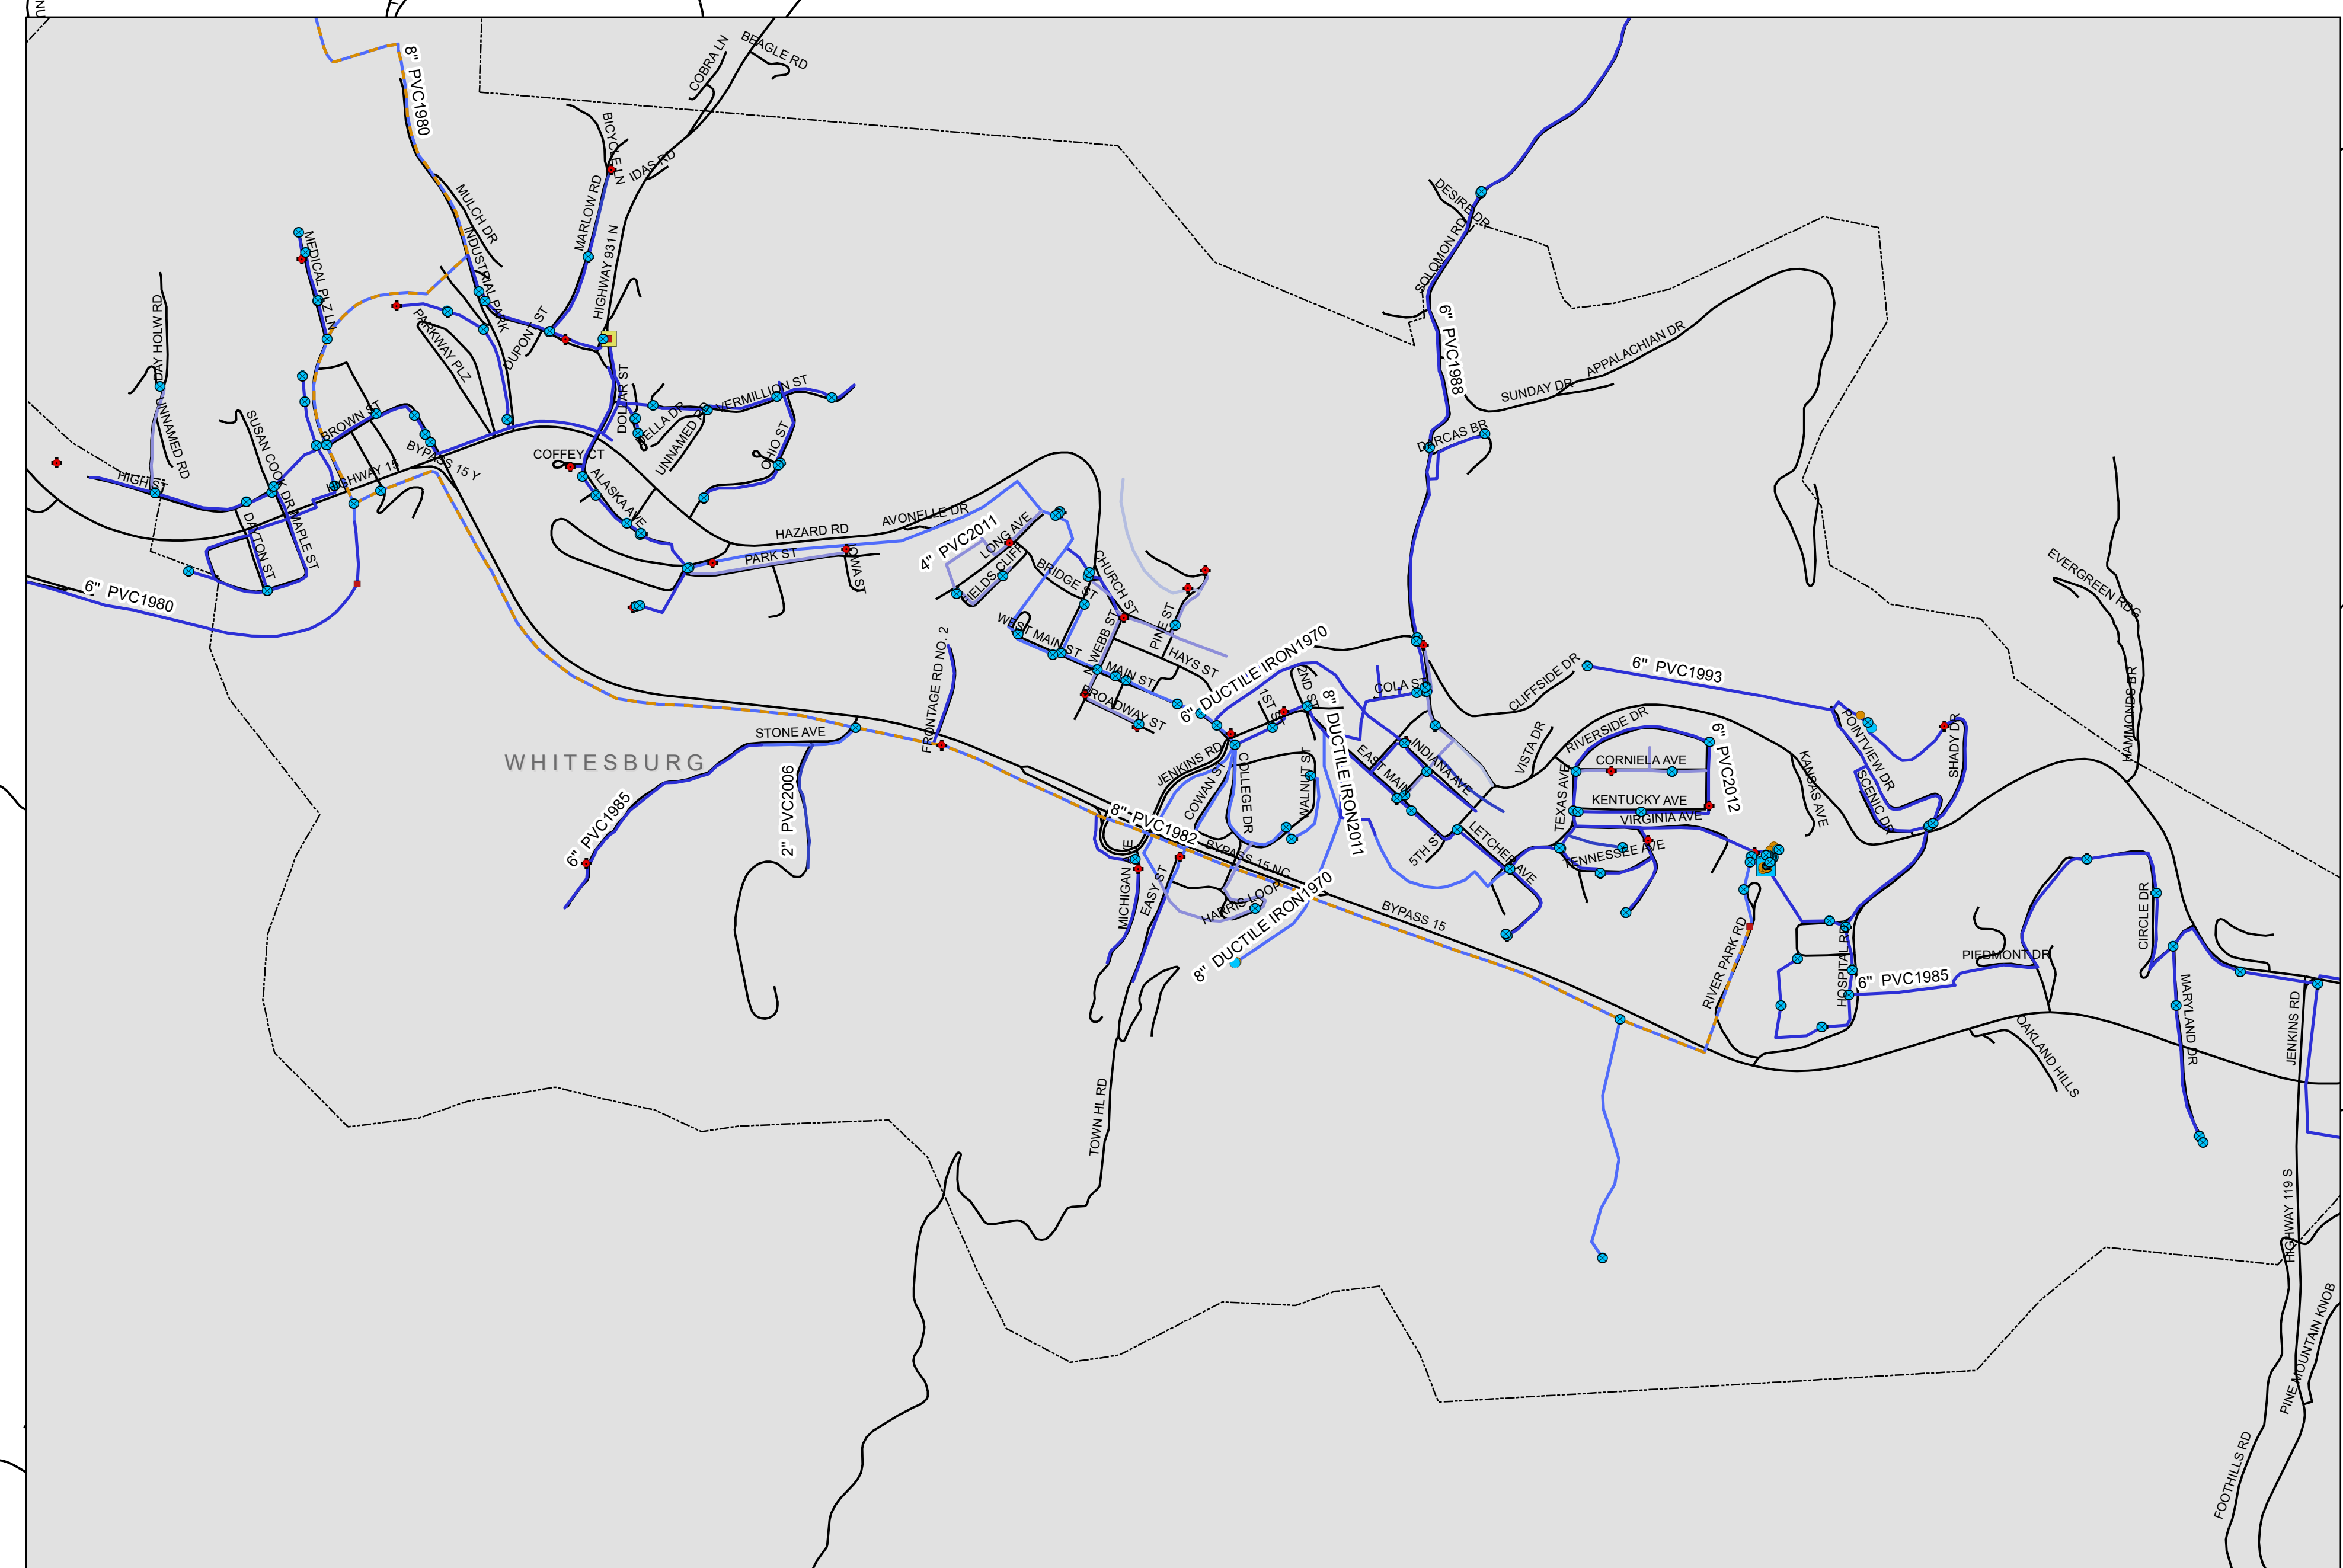 COBRA LN
BEAGLE RD
8" PVC1980
BICYCLE LN
IDAS RD
MULCH DR
MARLOW RD
HIGHWAY 931 N
DESIRE DR
SOLOMON RD
MEDICAL PLZ LN
INDUSTRIAL PARK
DAY HOLW RD
PARKWAY PLZ
DUPONT ST
6" PVC1988
APPALACHIAN DR
SUNDAY DR
DOLLAR ST
VERMILLION ST
UNNAMED RD
SUSAN COOK DR
BROWN ST
BYPASS 15 Y
OHIO ST
DARCAS BR
COFFEY CT
HIGHWAY 15
HIGH ST
ALASKA AVE
DAYTON ST
MAPLE ST
HAZARD RD
AVONELLE DR
PARK ST
IOWA ST
4" PVC2011
LONG AVE
FIELDS CLIFF
BRIDGE ST
CHURCH ST
PINE ST
6" PVC1980
EVERGREEN RDG
WEST MAIN ST
N WEBB ST
HAYS ST
MAIN ST
BROADWAY ST
6" DUCTILE IRON1970
FRONTAGE RD NO. 2
COLA ST
CLIFFSIDE DR
6" PVC1993
HAMMONDS BR
1ST ST
2ND ST
8" DUCTILE IRON2011
STONE AVE
WHITESBURG
2" PVC2006
6" PVC1985
JENKINS RD
COWAN ST
COLLEGE DR
WALNUT ST
EAST MAIN
INDIANA AVE
VISTA DR
RIVERSIDE DR
CORNIELA AVE
6" PVC2012
KANSAS AVE
POINTVIEW DR
SCENIC DR
SHADY DR
TEXAS AVE
KENTUCKY AVE
VIRGINIA AVE
TENNESSEE AVE
8" PVC1982
BYPASS 15 NC
5TH ST
LETCHER AVE
EASY ST
HARRIS LOOP
8" DUCTILE IRON1970
BYPASS 15
RIVER PARK RD
HOSPITAL RD
6" PVC1985
PIEDMONT DR
CIRCLE DR
MARYLAND DR
JENKINS RD
OAKLAND HILLS
TOWN HL RD
HIGHWAY 119 S
PINE MOUNTAIN KNOB
FOOTHILLS RD